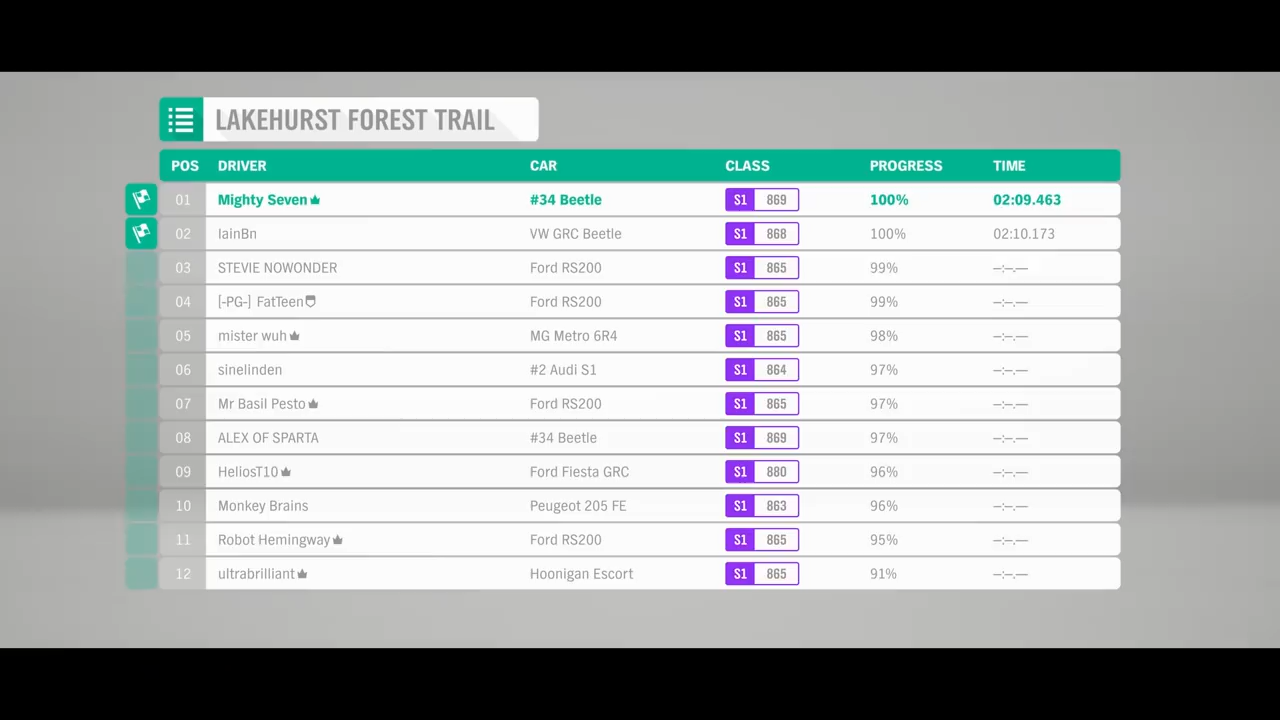 LAKEHURST FOREST TRAIL
POS DRIVER CAR CLASS PROGRESS TIME
01 Mighty Seven #34 Beetle S1 869 100% 02:09.463
02 IainBn VW GRC Beetle S1 868 100% 02:10.173
03 STEVIE NOWONDER Ford RS200 S1 865 99% --:--.---
04 [-PG-] FatTeen Ford RS200 S1 865 99% --:--.---
05 mister wuh MG Metro 6R4 S1 865 98% --:--.---
06 sinelinden #2 Audi S1 S1 864 97% --:--.---
07 Mr Basil Pesto Ford RS200 S1 865 97% --:--.---
08 ALEX OF SPARTA #34 Beetle S1 869 97% --:--.---
09 HeliosT10 Ford Fiesta GRC S1 880 96% --:--.---
10 Monkey Brains Peugeot 205 FE S1 863 96% --:--.---
11 Robot Hemingway Ford RS200 S1 865 95% --:--.---
12 ultrabrilliant Hoonigan Escort S1 865 91% --:--.---